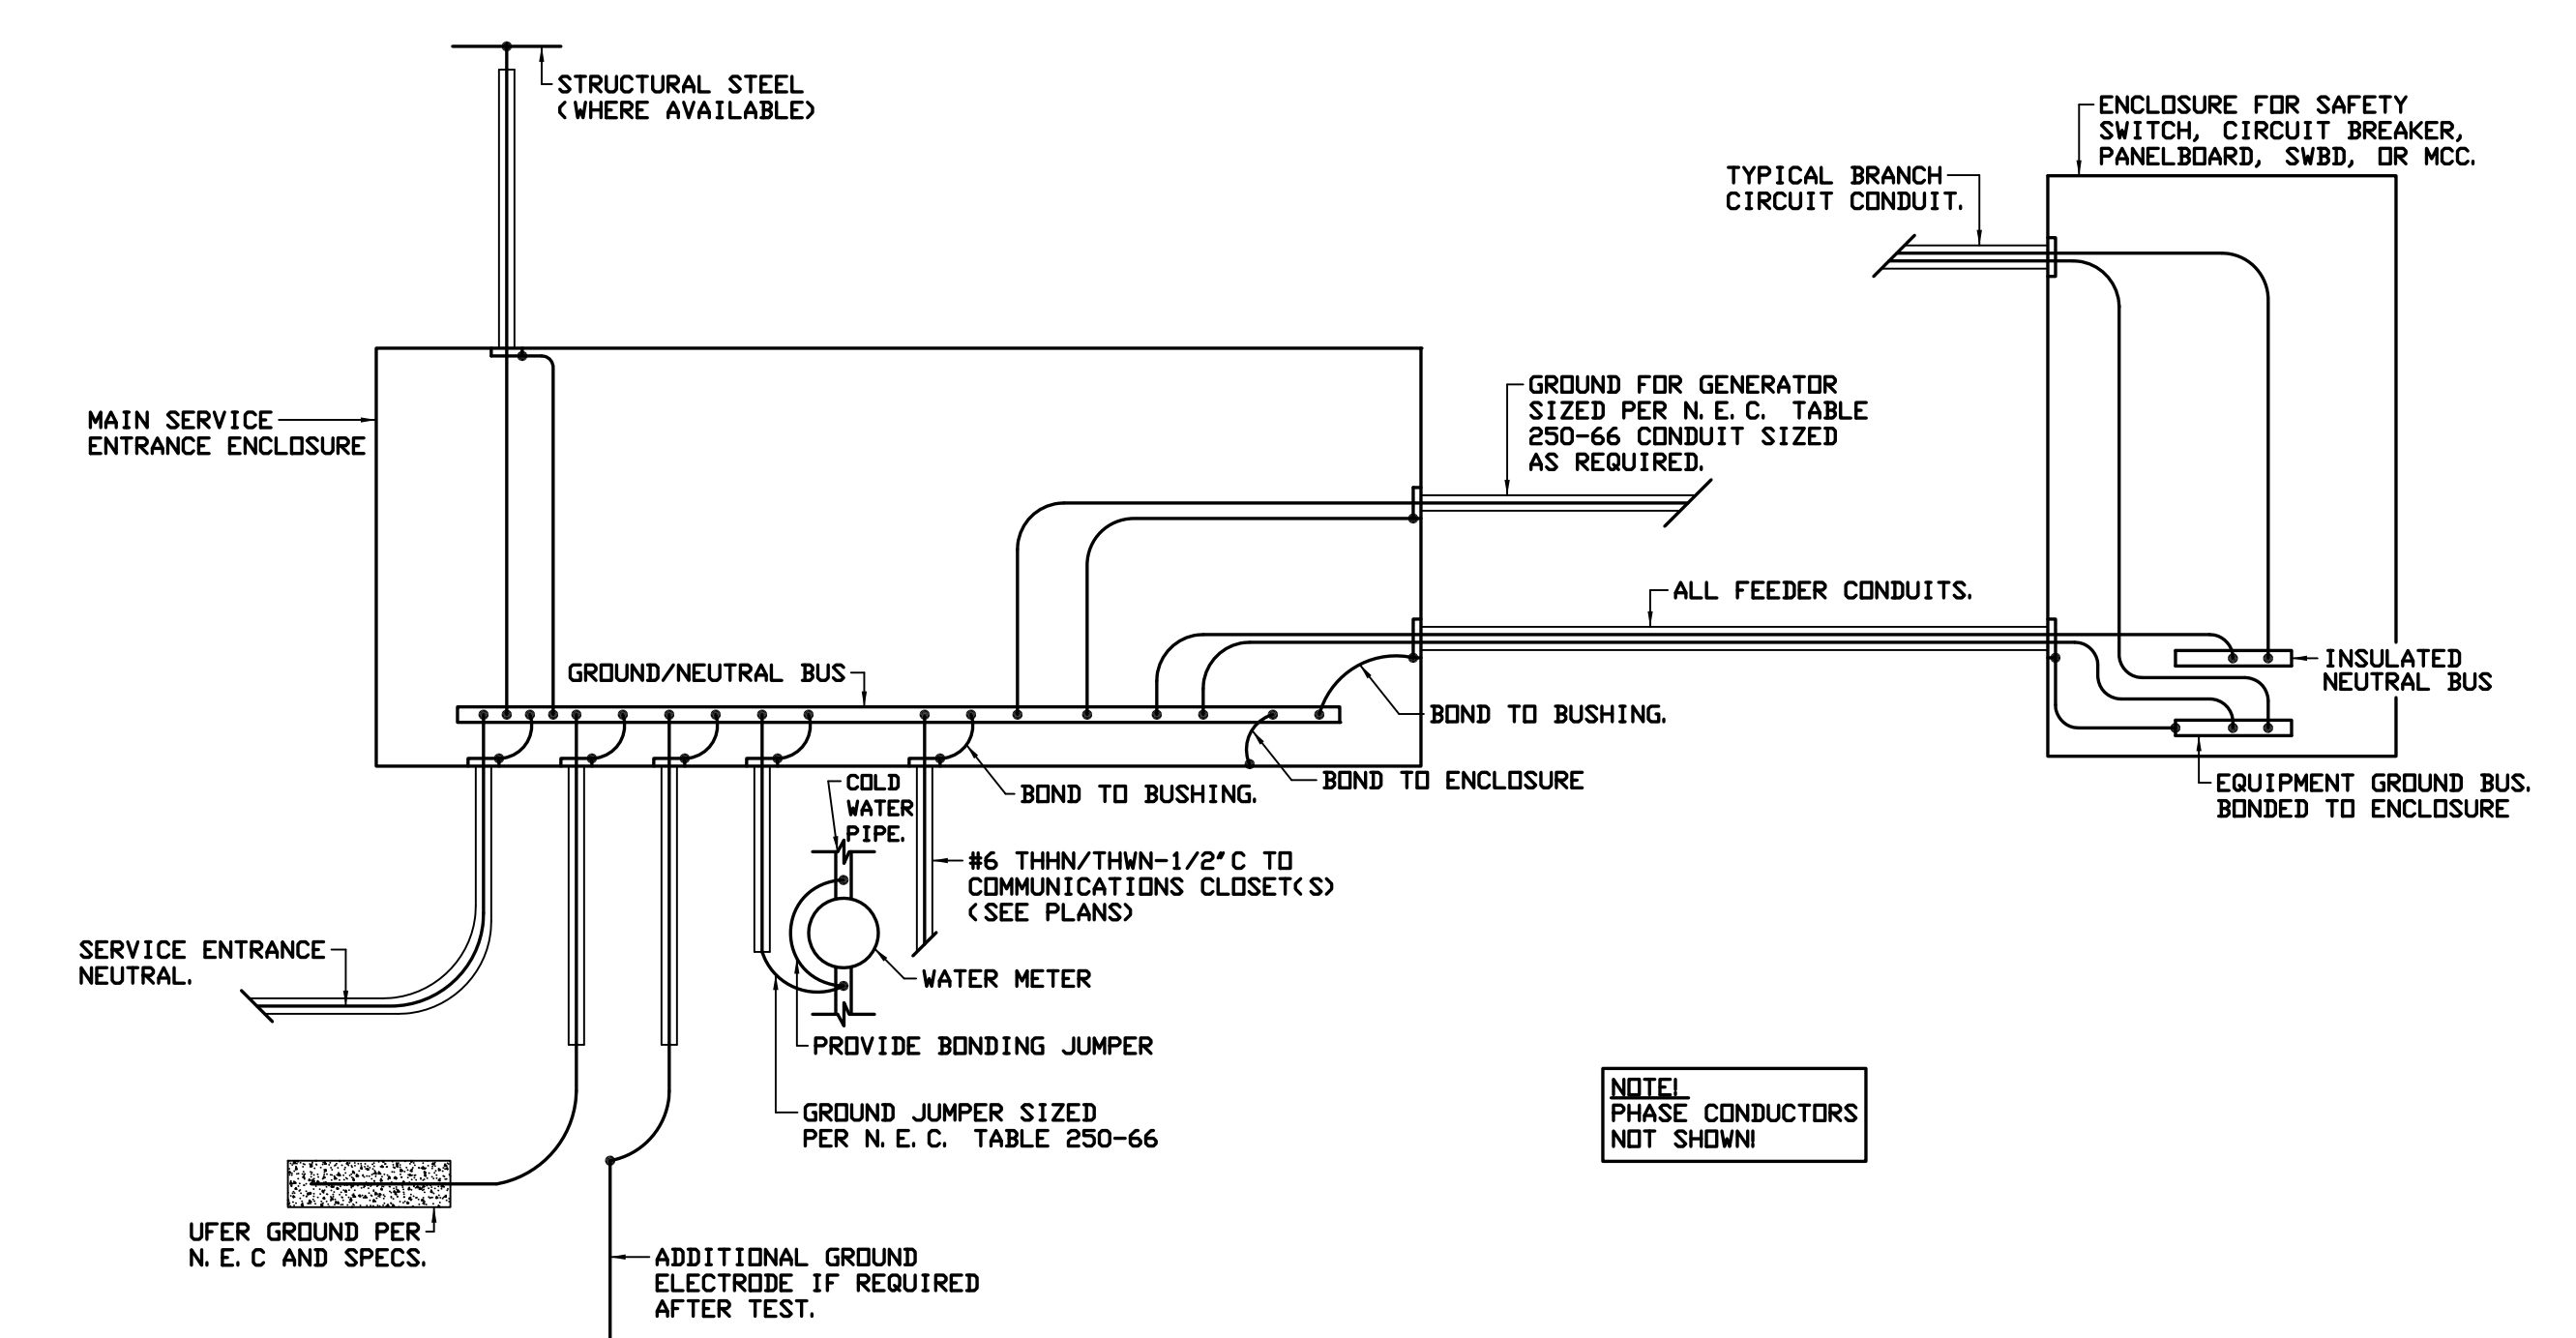 STRUCTURAL STEEL
(WHERE AVAILABLE)
ENCLOSURE FOR SAFETY
SWITCH, CIRCUIT BREAKER,
PANELBOARD, SWBD, OR MCC.
TYPICAL BRANCH
CIRCUIT CONDUIT.
MAIN SERVICE
ENTRANCE ENCLOSURE
GROUND FOR GENERATOR
SIZED PER N.E.C. TABLE
250-66 CONDUIT SIZED
AS REQUIRED.
ALL FEEDER CONDUITS.
GROUND/NEUTRAL BUS
INSULATED
NEUTRAL BUS
BOND TO BUSHING.
BOND TO ENCLOSURE
BOND TO BUSHING.
EQUIPMENT GROUND BUS.
BONDED TO ENCLOSURE
COLD
WATER
PIPE.
#6 THHN/THWN-1/2"C TO
COMMUNICATIONS CLOSET(S)
(SEE PLANS)
SERVICE ENTRANCE
NEUTRAL.
WATER METER
PROVIDE BONDING JUMPER
GROUND JUMPER SIZED
PER N.E.C. TABLE 250-66
NOTE!
PHASE CONDUCTORS
NOT SHOWN!
UFER GROUND PER
N.E.C AND SPECS.
ADDITIONAL GROUND
ELECTRODE IF REQUIRED
AFTER TEST.